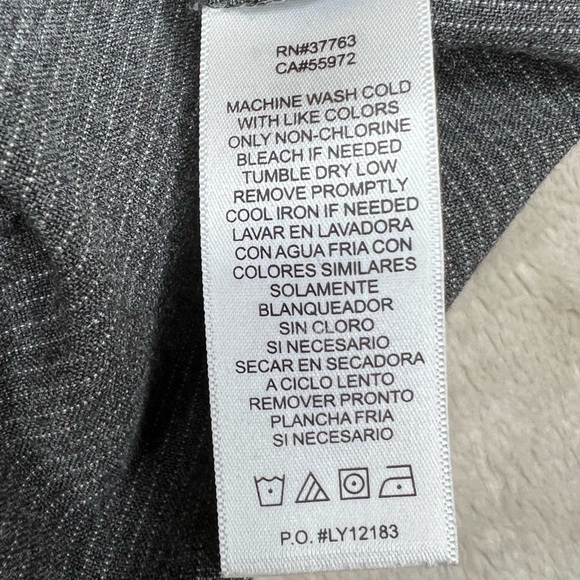 RN#37763
CA#55972
MACHINE WASH COLD
WITH LIKE COLORS
ONLY NON-CHLORINE
BLEACH IF NEEDED
TUMBLE DRY LOW
REMOVE PROMPTLY
COOL IRON IF NEEDED
LAVAR EN LAVADORA
CON AGUA FRIA CON
COLORES SIMILARES
SOLAMENTE
BLANQUEADOR
SIN CLORO
SI NECESARIO
SECAR EN SECADORA
A CICLO LENTO
REMOVER PRONTO
PLANCHA FRIA
SI NECESARIO
P.O. #LY12183